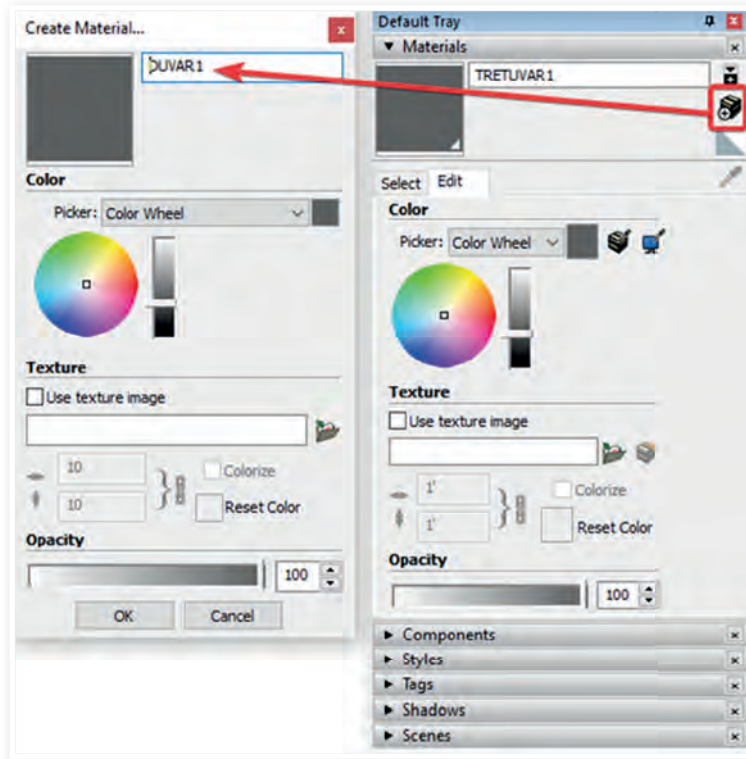 Create Material...
DUVAR1
Color
Picker: Color Wheel
Texture
Use texture image
10
Colorize
10
Reset Color
Opacity
100
OK Cancel
Default Tray
Materials
TRETUVAR1
Select Edit
Color
Picker: Color Wheel
Texture
Use texture image
1'
Colorize
1'
Reset Color
Opacity
100
Components
Styles
Tags
Shadows
Scenes